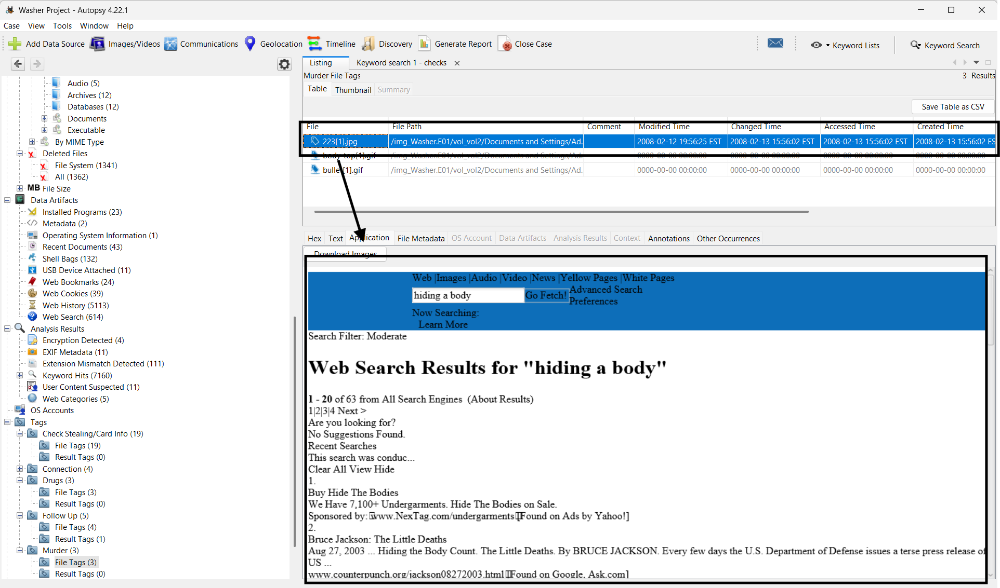 Washer Project - Autopsy 4.22.1
Case View Tools Window Help
Add Data Source Images/Videos Communications Geolocation Timeline Discovery Generate Report Close Case Keyword Lists Keyword Search
Listing Keyword search 1 - checks
Murder File Tags 3 Results
Table Thumbnail Summary
Save Table as CSV
File File Path Comment Modified Time Changed Time Accessed Time Created Time
223[1].jpg /img_Washer.E01/vol_vol2/Documents and Settings/Ad. 2008-02-12 19:56:25 EST 2008-02-13 15:56:02 EST 2008-02-13 15:56:02 EST 2008-02-13 15:56:02 ES
body-top[1].gif /img_Washer.E01/vol_vol2/Documents and Settings/Ad. 0000-00-00 00:00:00 0000-00-00 00:00:00 0000-00-00 00:00:00 0000-00-00 00:00:00
[1].gif /img_Washer.E01/vol_vol2/Documents and Settings/Ad. 0000-00-00 00:00:00 0000-00-00 00:00:00 0000-00-00 00:00:00 0000-00-00 00:00:00
Audio (5)
Archives (12)
Databases (12)
Documents
Executable
By MIME Type
Deleted Files
File System (1341)
All (1362)
MB File Size
Data Artifacts
Installed Programs (23)
Metadata (2)
Operating System Information (1)
Recent Documents (43)
Shell Bags (132)
USB Device Attached (11)
Web Bookmarks (24)
Web Cookies (39)
Web History (5113)
Web Search (614)
Analysis Results
Encryption Detected (4)
EXIF Metadata (11)
Extension Mismatch Detected (111)
Keyword Hits (7160)
User Content Suspected (11)
Web Categories (5)
OS Accounts
Tags
Check Stealing/Card Info (19)
File Tags (19)
Result Tags (0)
Connection (4)
Drugs (3)
File Tags (3)
Result Tags (0)
Follow Up (5)
File Tags (4)
Result Tags (1)
Murder (3)
File Tags (3)
Result Tags (0)
Hex Text Application File Metadata OS Account Data Artifacts Analysis Results Context Annotations Other Occurrences
Download Images
Web |Images |Audio |Video |News |Yellow Pages |White Pages
hiding a body Go Fetch! Advanced Search
Preferences
Now Searching:
Learn More
Search Filter: Moderate
Web Search Results for "hiding a body"
1 - 20 of 63 from All Search Engines (About Results)
1|2|3|4 Next >
Are you looking for?
No Suggestions Found.
Recent Searches
This search was conduc...
Clear All View Hide
1.
Buy Hide The Bodies
We Have 7,100+ Undergarments. Hide The Bodies on Sale.
Sponsored by: www.NexTag.com/undergarments [Found on Ads by Yahoo!]
2.
Bruce Jackson: The Little Deaths
Aug 27, 2003 ... Hiding the Body Count. The Little Deaths. By BRUCE JACKSON. Every few days the U.S. Department of Defense issues a terse press release of
US ...
www.counterpunch.org/jackson08272003.html [Found on Google, Ask.com]